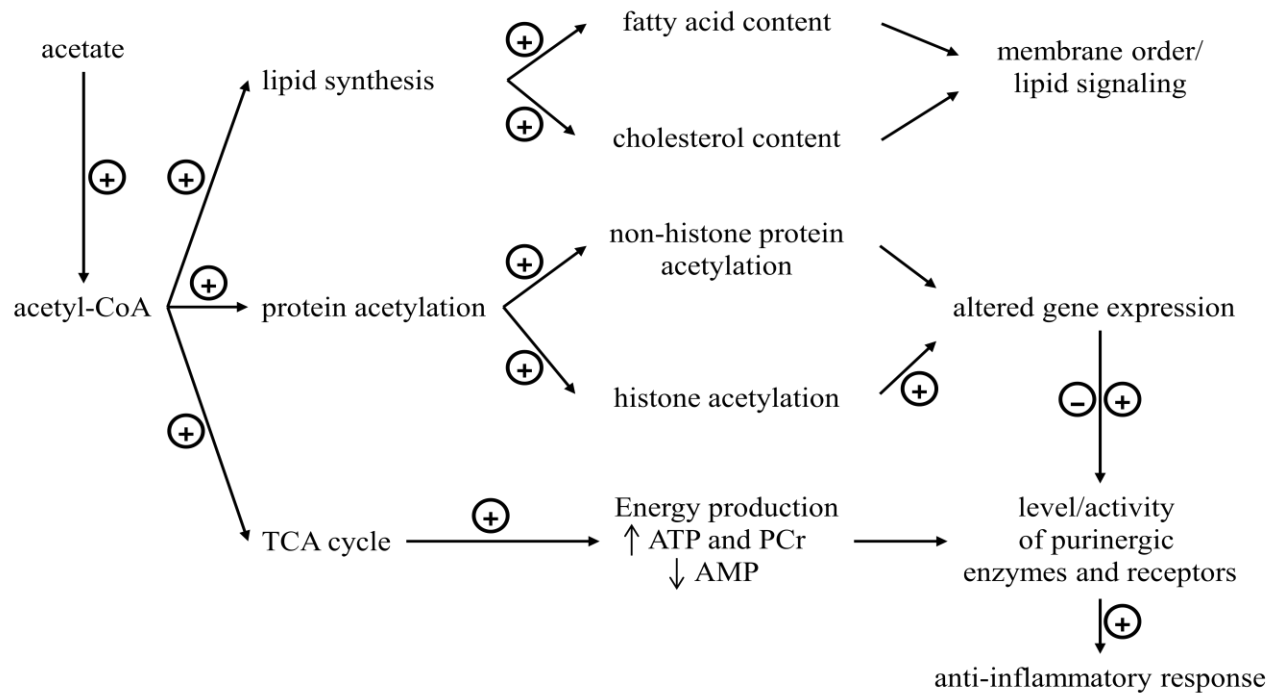 acetate
acetyl-CoA
+
lipid synthesis
+
protein acetylation
+
TCA cycle
+
fatty acid content
+
cholesterol content
+
membrane order/
lipid signaling
non-histone protein
acetylation
+
histone acetylation
+
altered gene expression
+
Energy production
↑ ATP and PCr
↓ AMP
+
− +
level/activity
of purinergic
enzymes and receptors
+
anti-inflammatory response